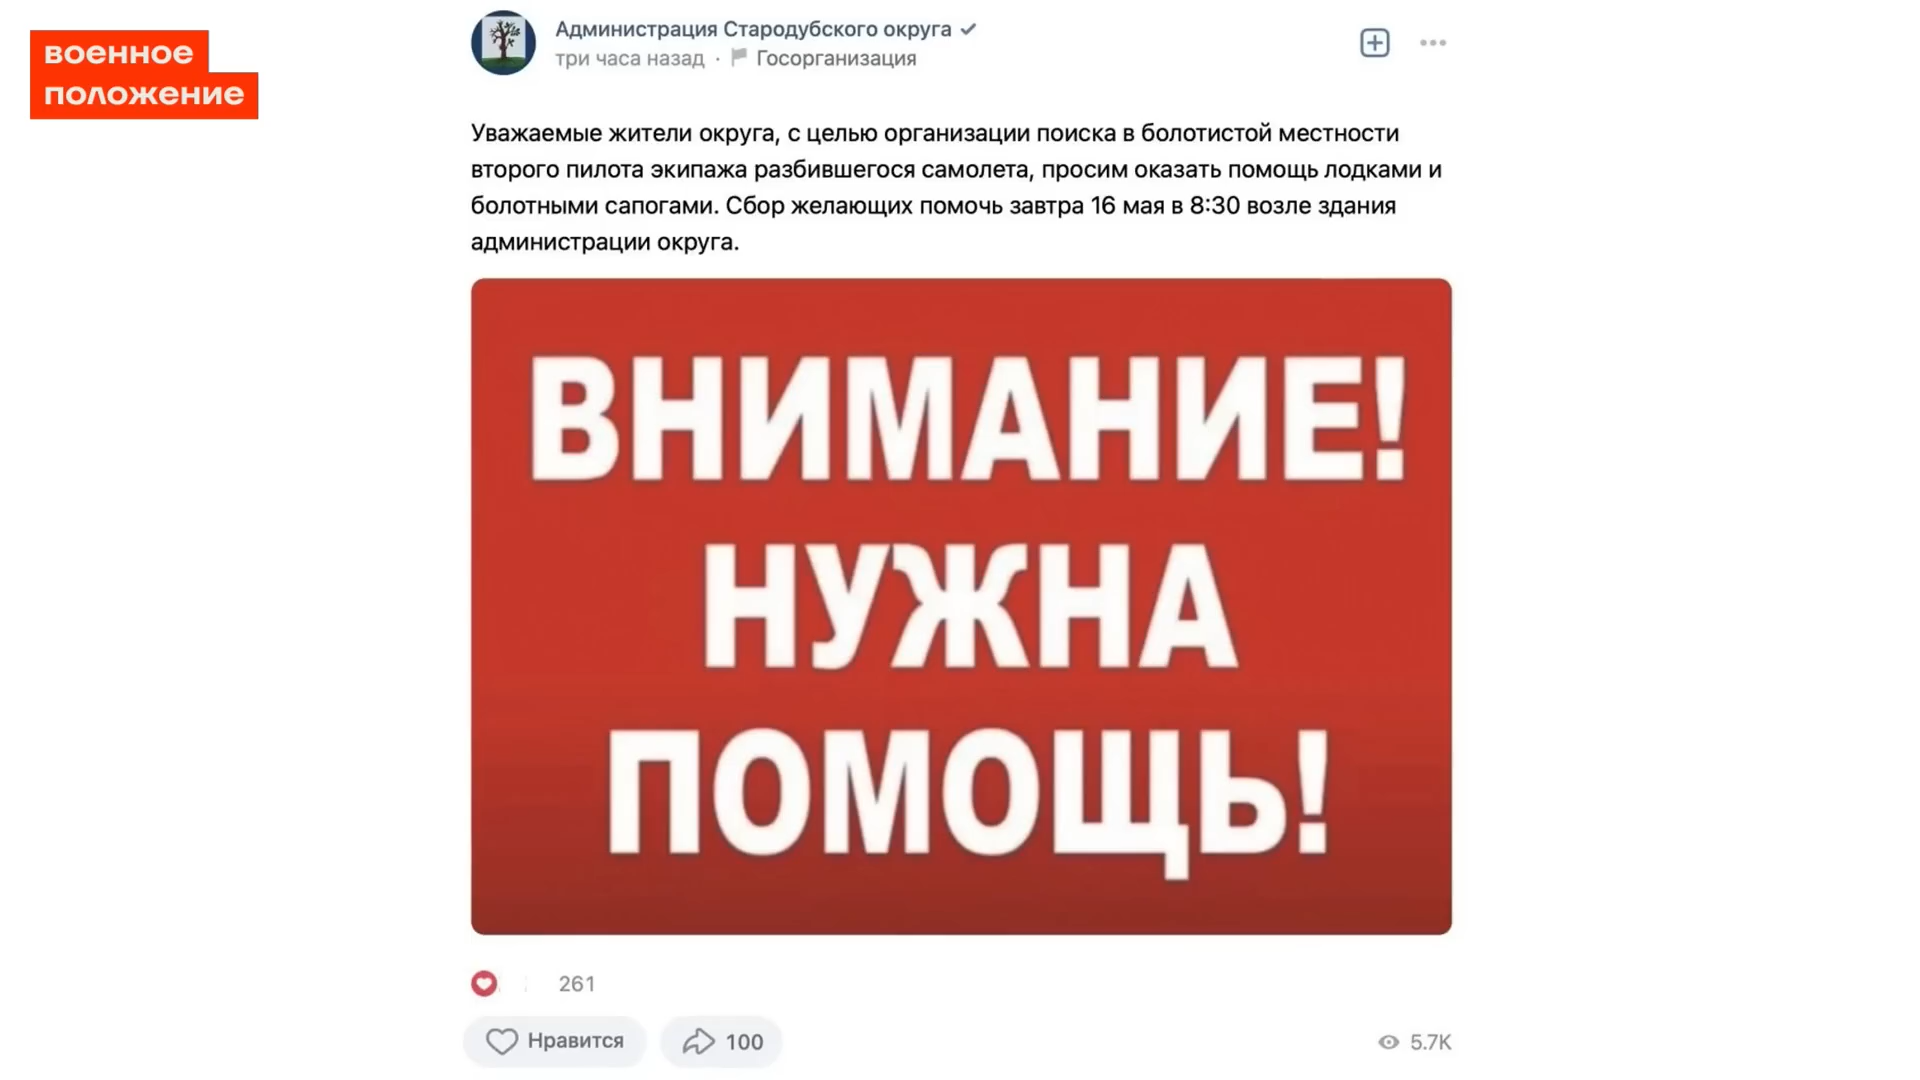 военное
положение
Администрация Стародубского округа
три часа назад · Госорганизация
Уважаемые жители округа, с целью организации поиска в болотистой местности
второго пилота экипажа разбившегося самолета, просим оказать помощь лодками и
болотными сапогами. Сбор желающих помочь завтра 16 мая в 8:30 возле здания
администрации округа.
ВНИМАНИЕ!
НУЖНА
ПОМОЩЬ!
261
Нравится 100 5.7K